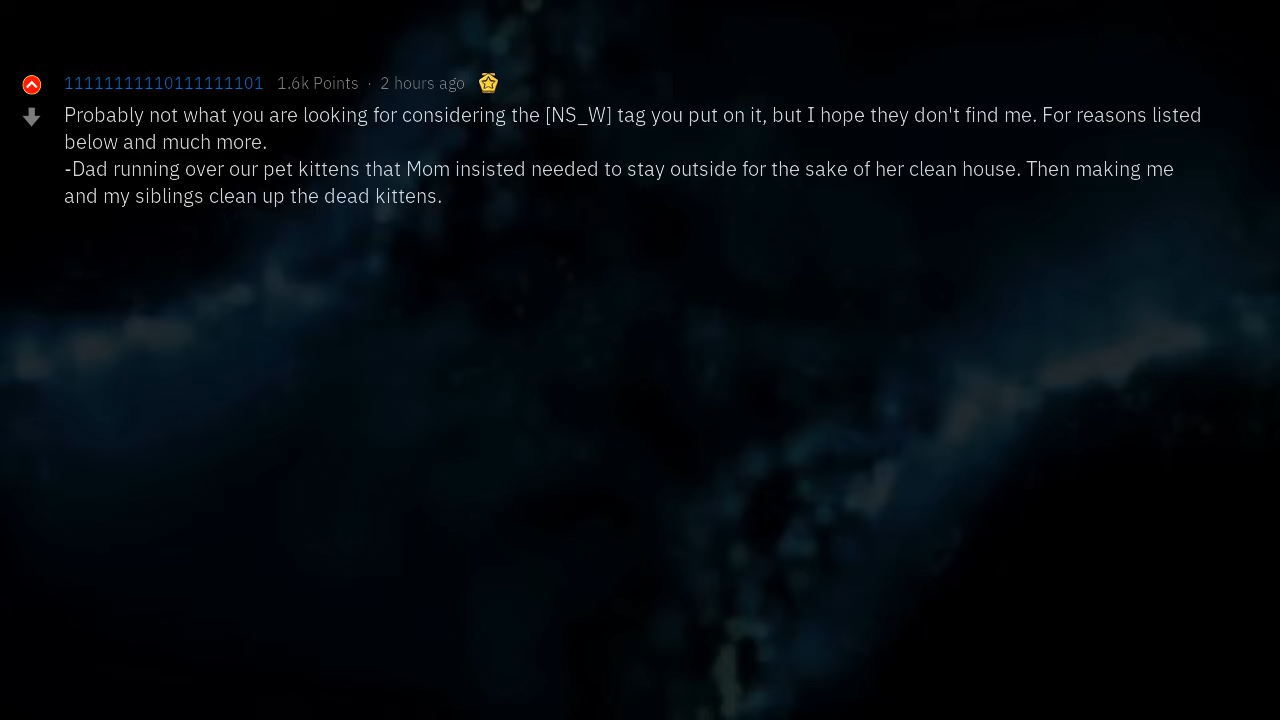 11111111110111111101 1.6k Points · 2 hours ago
Probably not what you are looking for considering the [NS_W] tag you put on it, but I hope they don't find me. For reasons listed
below and much more.
-Dad running over our pet kittens that Mom insisted needed to stay outside for the sake of her clean house. Then making me
and my siblings clean up the dead kittens.